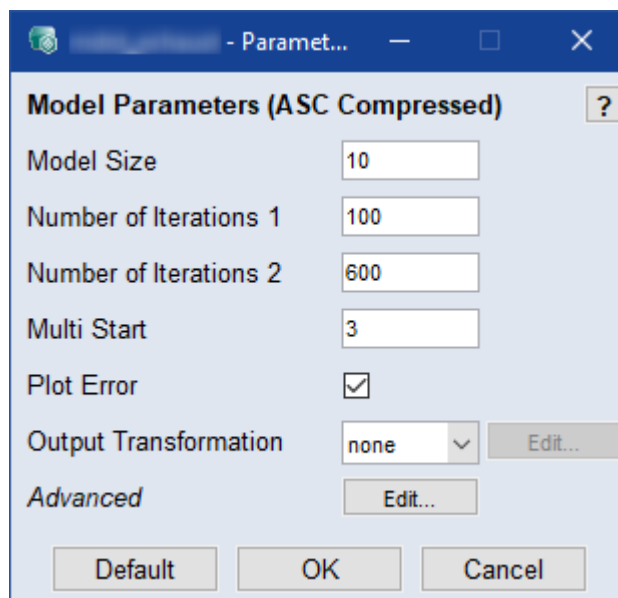 - Paramet...
Model Parameters (ASC Compressed) ?
Model Size 10
Number of Iterations 1 100
Number of Iterations 2 600
Multi Start 3
Plot Error
Output Transformation none Edit...
Advanced Edit...
Default OK Cancel